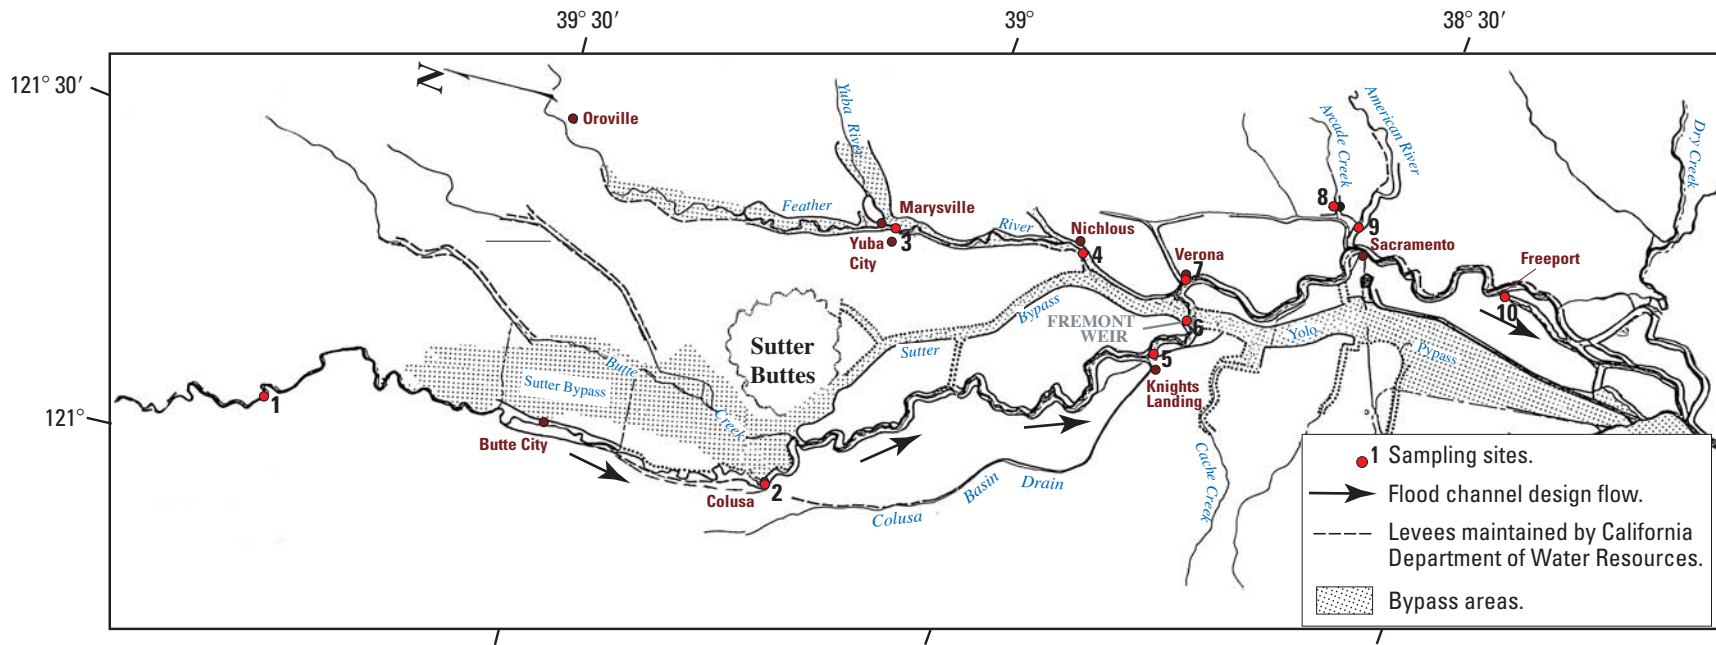 39° 30′
39°
38° 30′
121° 30′
121°
N
Oroville
Yuba River
Feather
River
Marysville
3
Yuba
City
Nichlous
4
Verona
7
Arcade Creek
American River
Dry Creek
8
9
Sacramento
Freeport
10
FREMONT
WEIR
6
Bypass
Sutter
Yolo
Pypass
Sutter
Buttes
5
Knights
Landing
1
Sutter Bypass
Butte
Creek
Butte City
Colusa
2
Colusa
Basin
Drain
Cache Creek
1 Sampling sites.
Flood channel design flow.
Levees maintained by California
Department of Water Resources.
Bypass areas.